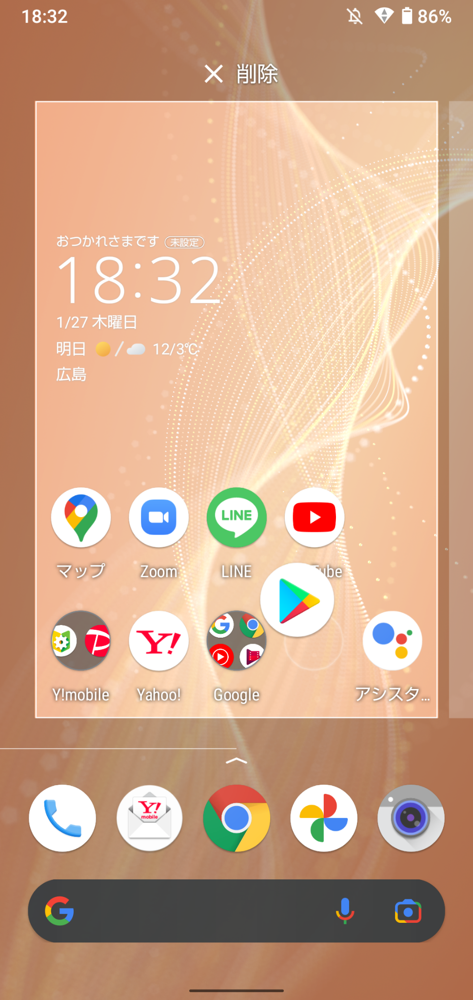 18:32 86%
× 削除
おつかれさまです 未設定
18:32
1/27 木曜日
明日 / 12/3℃
広島
LINE
マップ Zoom LINE Tube
Y!
Y!mobile Yahoo! Google アシスタ...
Y!
mobile